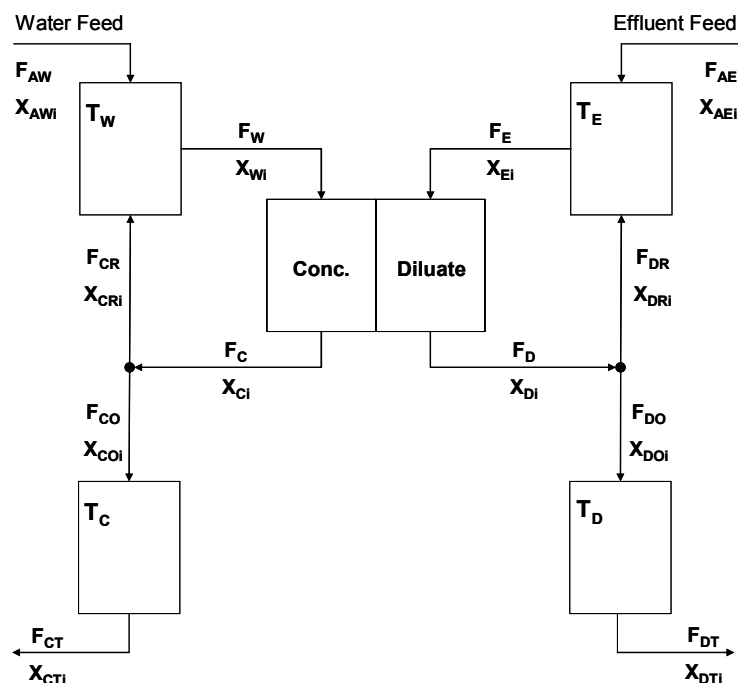 Water Feed
Effluent Feed
F_AW
X_AWi
T_W
F_W
X_Wi
F_E
X_Ei
T_E
F_AE
X_AEi
F_CR
X_CRi
Conc.
Diluate
F_DR
X_DRi
F_C
X_Ci
F_D
X_Di
F_CO
X_COi
F_DO
X_DOi
T_C
T_D
F_CT
X_CTi
F_DT
X_DTi